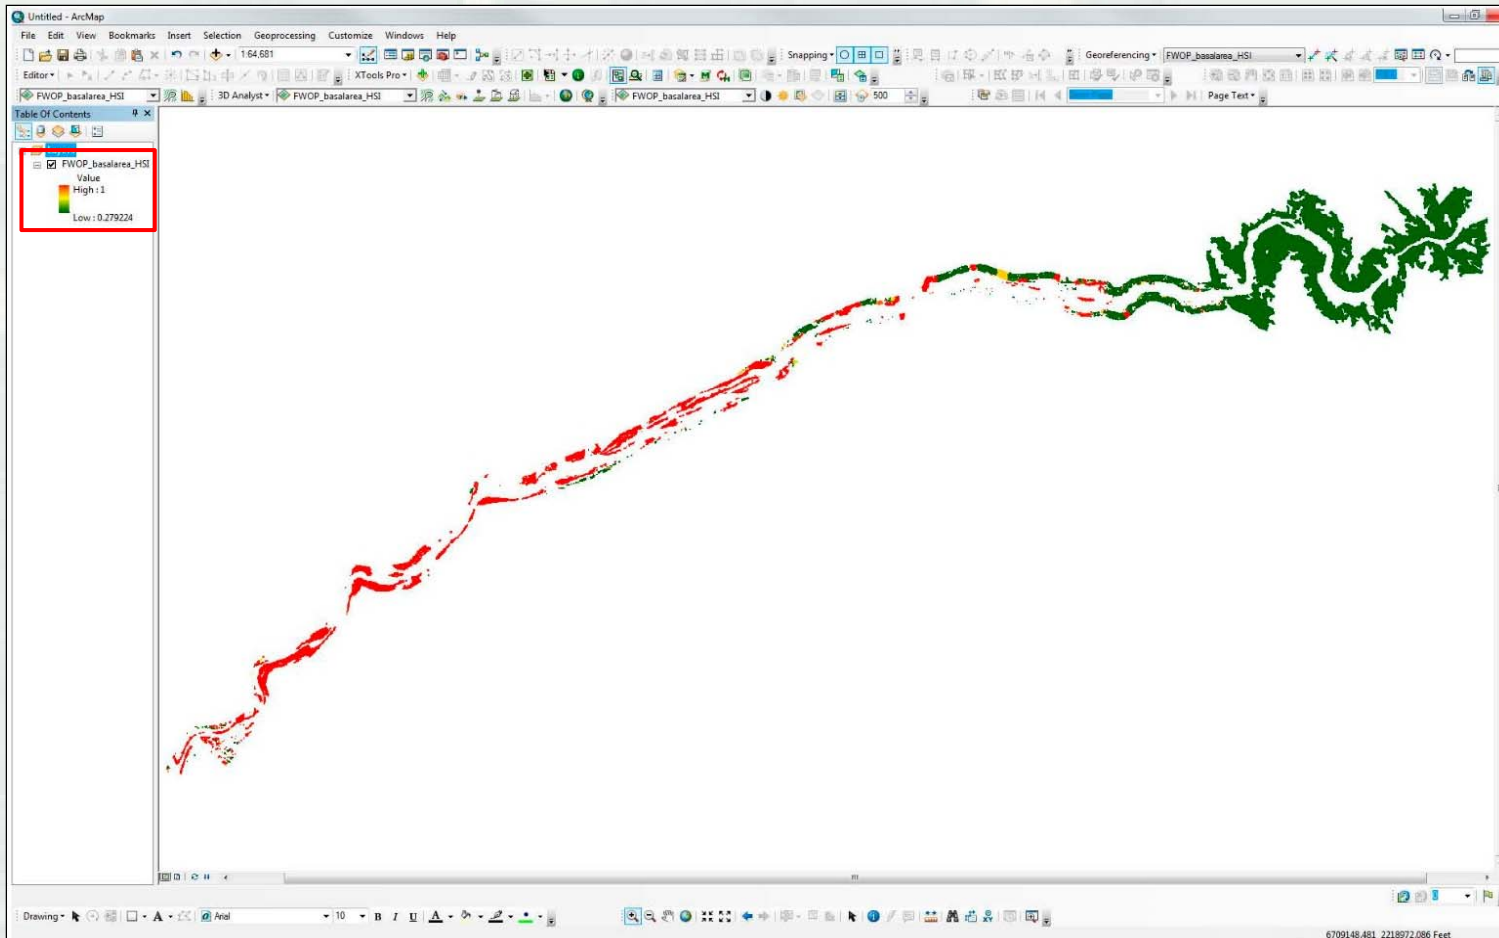 Untitled - ArcMap
File Edit View Bookmarks Insert Selection Geoprocessing Customize Windows Help
1:64,681 Snapping Georeferencing FWOP_basalarea_HSI
Editor XTools Pro
FWOP_basalarea_HSI 3D Analyst FWOP_basalarea_HSI FWOP_basalarea_HSI 500 Page Text
Table Of Contents
FWOP_basalarea_HSI
Value
High : 1
Low : 0.279224
Drawing A Arial 10 B I U A
6709148.481 2218972.086 Feet